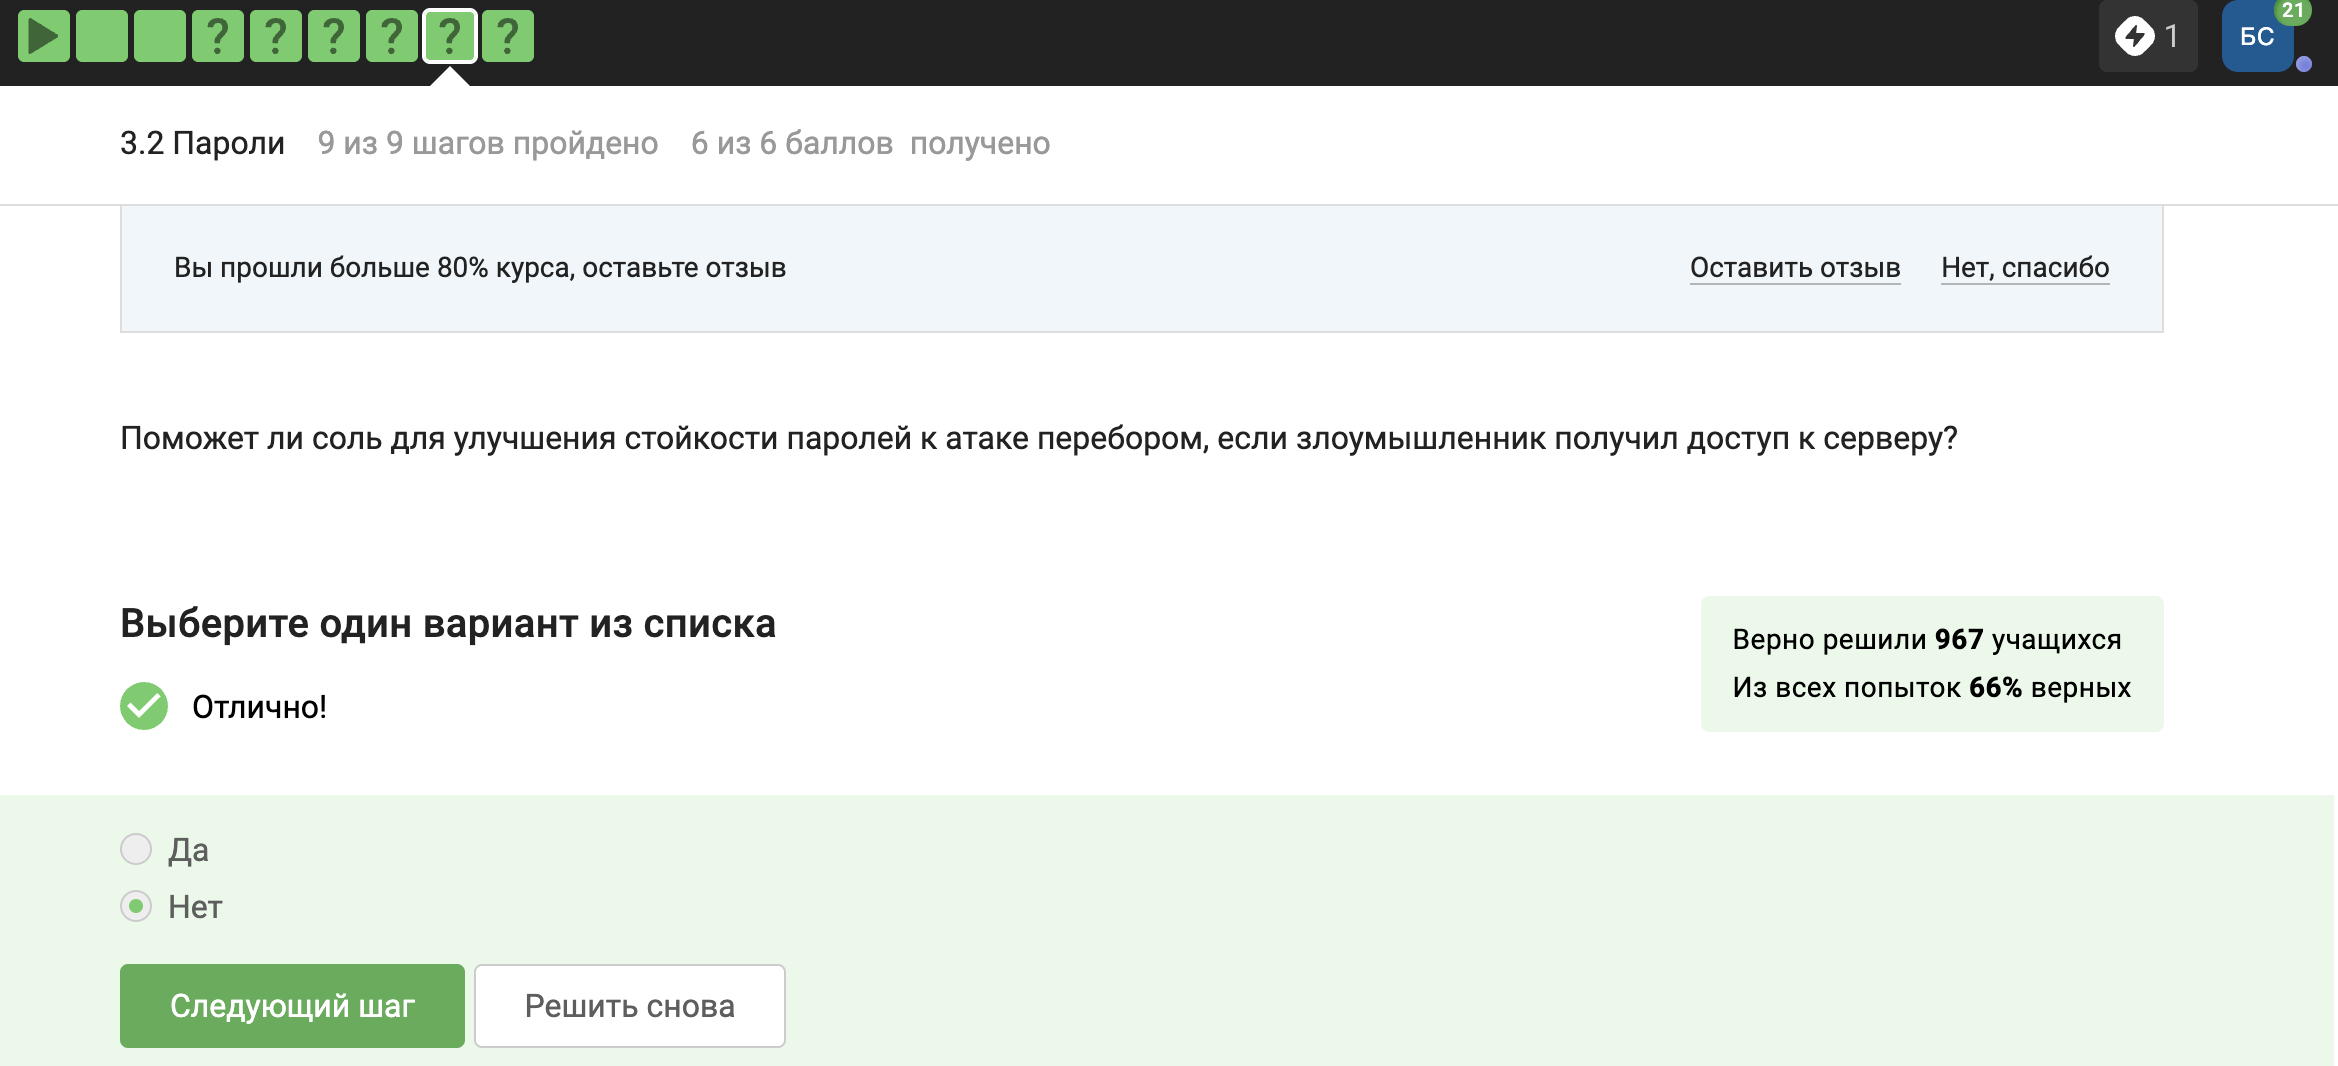 ? ? ? ? ? ?
1
БС
21
3.2 Пароли 9 из 9 шагов пройдено 6 из 6 баллов получено
Вы прошли больше 80% курса, оставьте отзыв Оставить отзыв Нет, спасибо
Поможет ли соль для улучшения стойкости паролей к атаке перебором, если злоумышленник получил доступ к серверу?
Выберите один вариант из списка
Отлично!
Верно решили 967 учащихся
Из всех попыток 66% верных
Да
Нет
Следующий шаг Решить снова